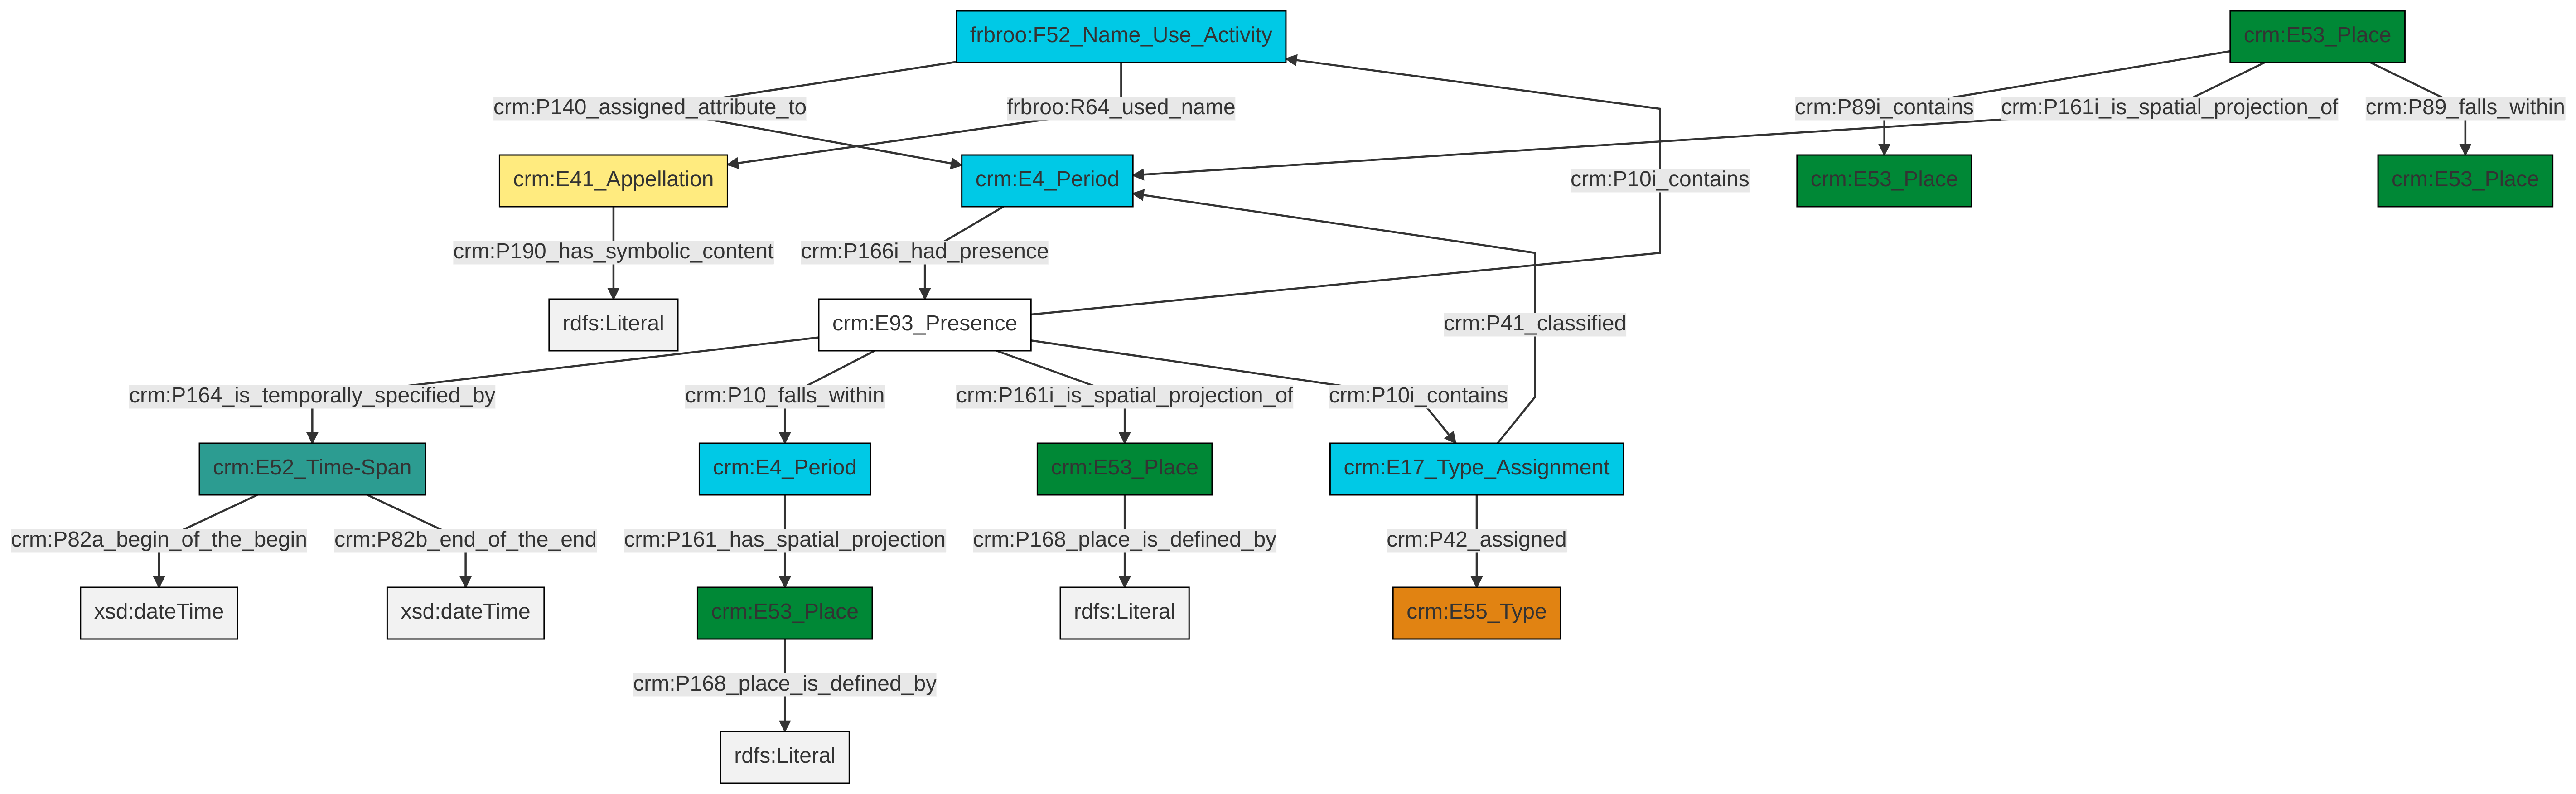 frbroo:F52_Name_Use_Activity
crm:E53_Place
crm:P140_assigned_attribute_to
frbroo:R64_used_name
crm:P89i_contains
crm:P161i_is_spatial_projection_of
crm:P89_falls_within
crm:E41_Appellation
crm:E4_Period
crm:P10i_contains
crm:E53_Place
crm:E53_Place
crm:P190_has_symbolic_content
crm:P166i_had_presence
rdfs:Literal
crm:E93_Presence
crm:P41_classified
crm:P164_is_temporally_specified_by
crm:P10_falls_within
crm:P161i_is_spatial_projection_of
crm:P10i_contains
crm:E52_Time-Span
crm:E4_Period
crm:E53_Place
crm:E17_Type_Assignment
crm:P82a_begin_of_the_begin
crm:P82b_end_of_the_end
crm:P161_has_spatial_projection
crm:P168_place_is_defined_by
crm:P42_assigned
xsd:dateTime
xsd:dateTime
crm:E53_Place
rdfs:Literal
crm:E55_Type
crm:P168_place_is_defined_by
rdfs:Literal